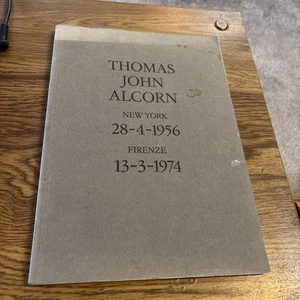 THOMAS
JOHN
ALCORN
NEW YORK
28-4-1956
FIRENZE
13-3-1974